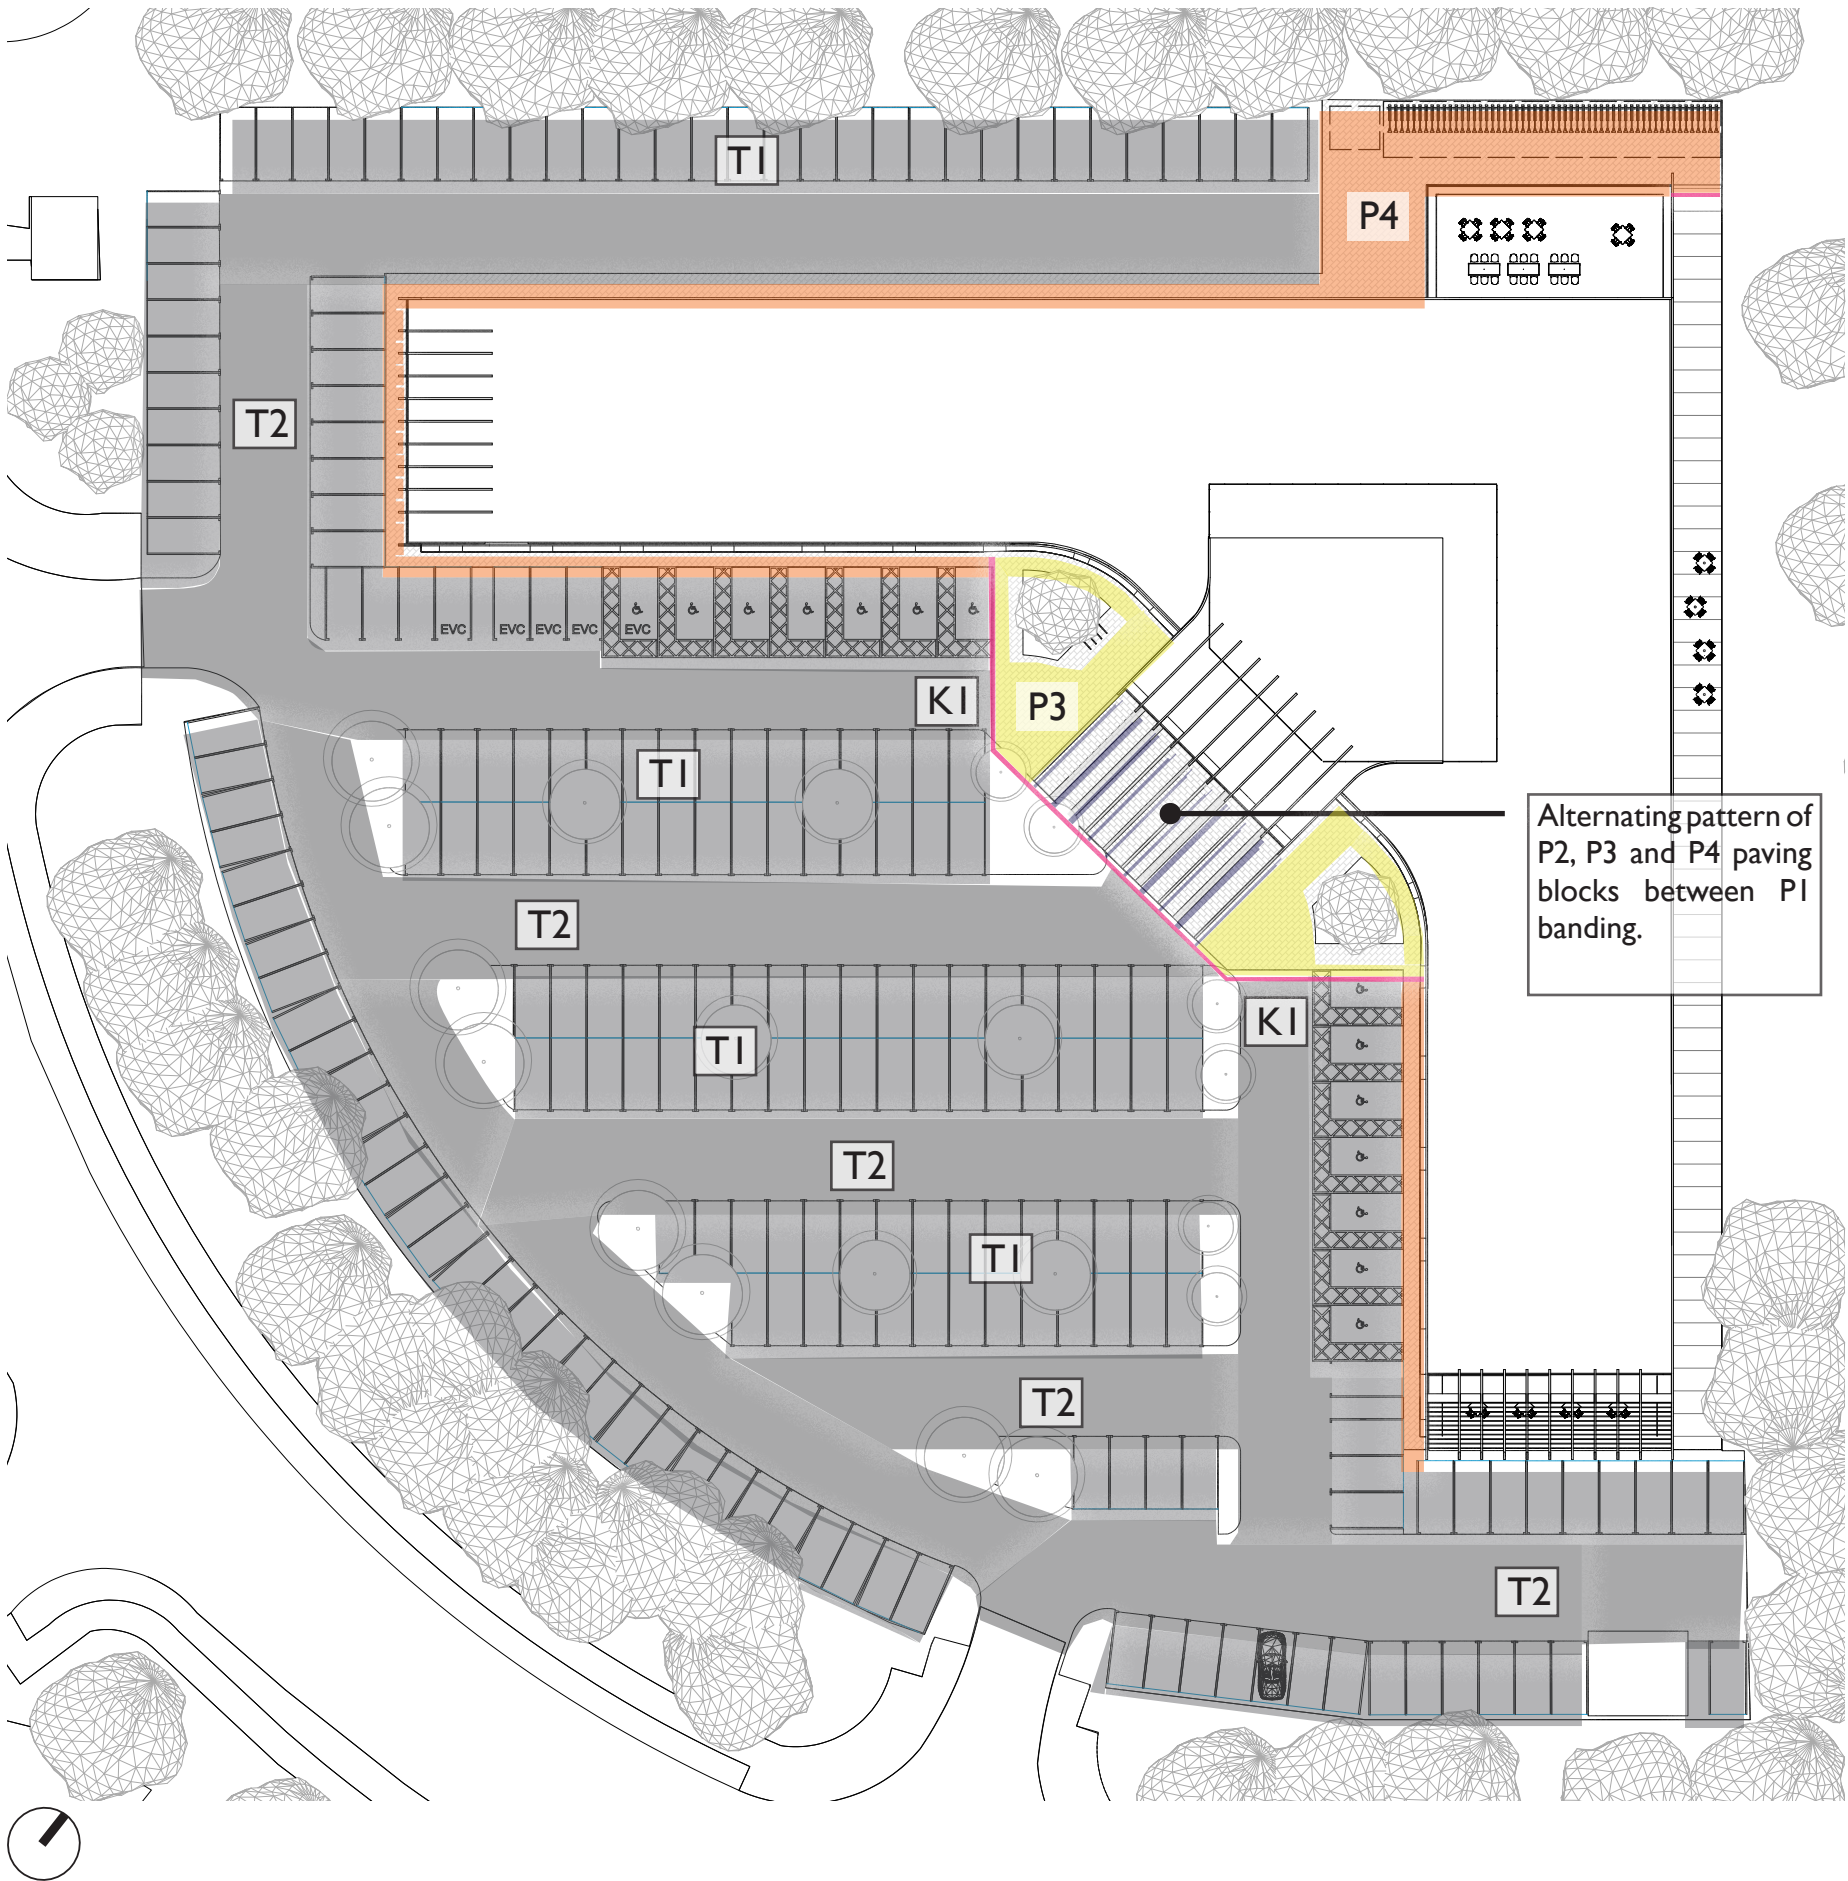 T1
P4
T2
EVC EVC EVC EVC EVC
K1
P3
T1
Alternating pattern of
P2, P3 and P4 paving
blocks between P1
banding.
T2
K1
T1
T2
T1
T2
T2